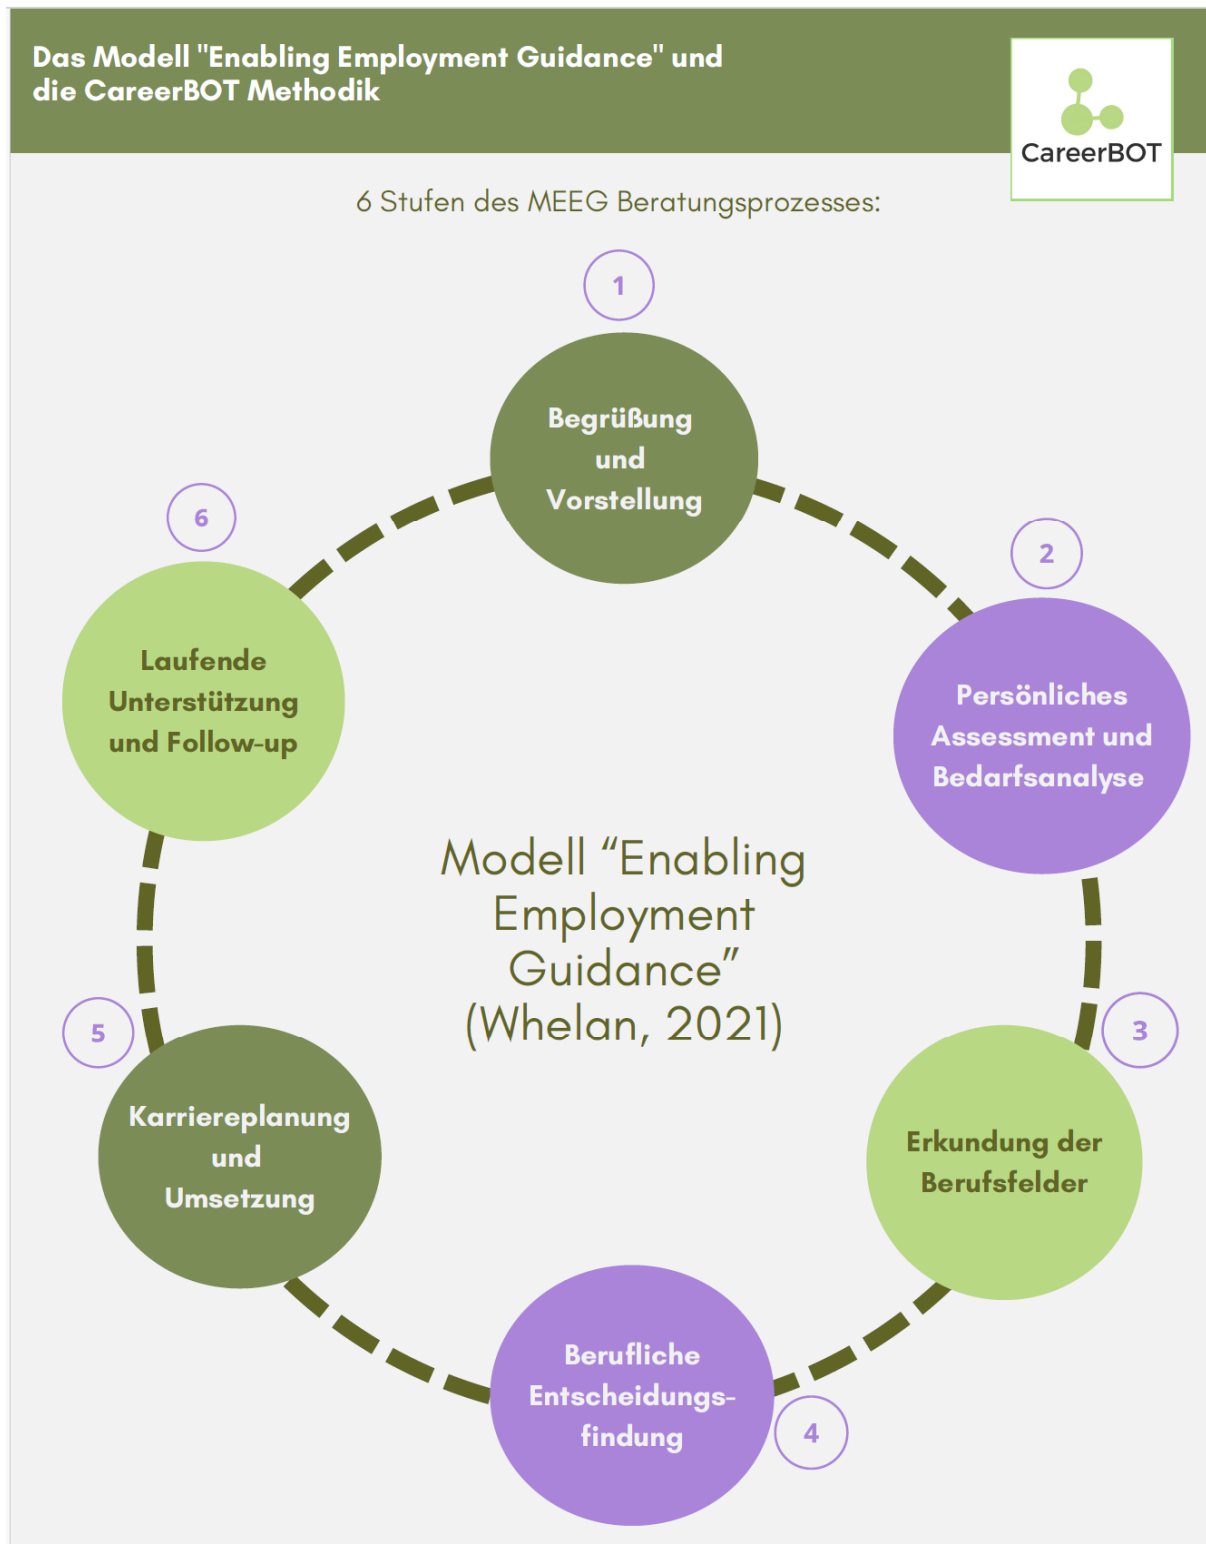 Das Modell "Enabling Employment Guidance" und
die CareerBOT Methodik
CareerBOT
6 Stufen des MEEG Beratungsprozesses:
1
Begrüßung
und
Vorstellung
2
Persönliches
Assessment und
Bedarfsanalyse
3
Erkundung der
Berufsfelder
4
Berufliche
Entscheidungs-
findung
5
Karriereplanung
und
Umsetzung
6
Laufende
Unterstützung
und Follow-up
Modell “Enabling
Employment
Guidance”
(Whelan, 2021)